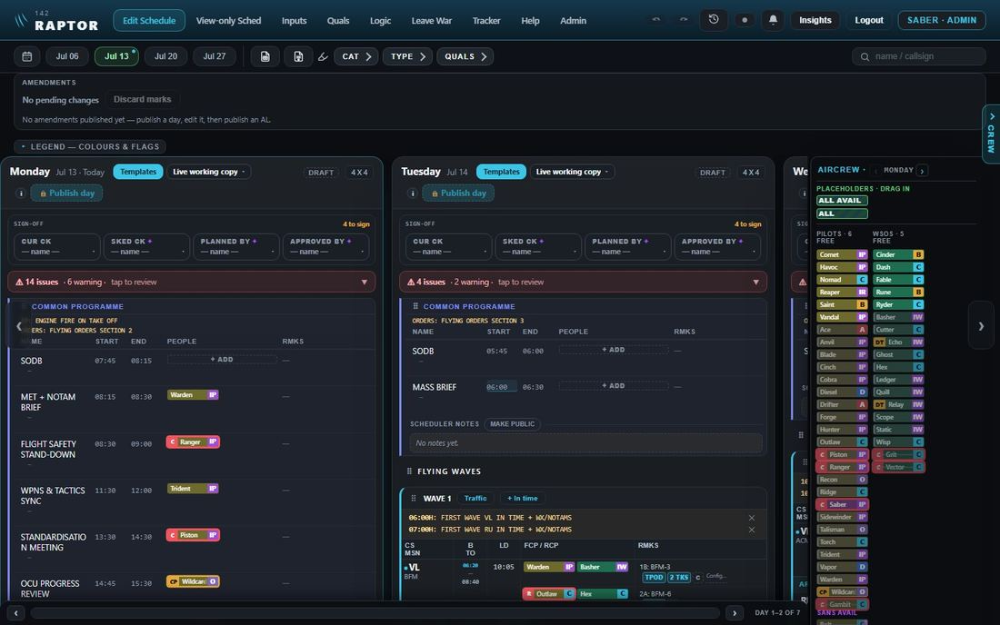 142
RAPTOR
Edit Schedule
View-only Sched
Inputs
Quals
Logic
Leave War
Tracker
Help
Admin
Insights
Logout
SABER · ADMIN
Jul 06
Jul 13
Jul 20
Jul 27
CAT
TYPE
QUALS
name / callsign
AMENDMENTS
No pending changes
Discard marks
No amendments published yet — publish a day, edit it, then publish an AL.
LEGEND — COLOURS & FLAGS
CREW
Monday Jul 13 · Today
Templates
Live working copy
DRAFT
4 X 4
Publish day
SIGN-OFF
4 to sign
CUR CK
— name —
SKED CK
— name —
PLANNED BY
— name —
APPROVED BY
— name —
14 issues · 6 warning · tap to review
COMMON PROGRAMME
ENGINE FIRE ON TAKE OFF
ERS: FLYING ORDERS SECTION 2
NAME START END PEOPLE RMKS
SODB 07:45 08:15 + ADD —
—
MET + NOTAM BRIEF 08:15 08:30 Warden IP —
—
FLIGHT SAFETY STAND-DOWN 08:30 09:00 C Ranger IP —
—
WPNS & TACTICS SYNC 11:30 12:00 Trident IP —
—
STANDARDISATIO
N MEETING 13:30 14:30 C Piston IP —
—
OCU PROGRESS REVIEW 14:45 15:30 CP Wildcar O —
Tuesday Jul 14
Templates
Live working copy
DRAFT
4 X 4
Publish day
SIGN-OFF
4 to sign
CUR CK
— name —
SKED CK
— name —
PLANNED BY
— name —
APPROVED BY
— name —
4 issues · 2 warning · tap to review
COMMON PROGRAMME
ORDERS: FLYING ORDERS SECTION 3
NAME START END PEOPLE RMKS
SODB 05:45 06:00 + ADD —
—
MASS BRIEF 06:00 06:30 + ADD —
—
SCHEDULER NOTES
MAKE PUBLIC
No notes yet.
FLYING WAVES
WAVE 1
Traffic
+ In time
06:00H: FIRST WAVE VL IN TIME + WX/NOTAMS
07:00H: FIRST WAVE RU IN TIME + WX/NOTAMS
CS
MSN
B
TO
LD
FCP / RCP
RMKS
VL
BFM
06:20
—
08:40
10:05
Warden IP Basher IW
1B: BFM-3
TPOD 2 TKS C Config...
R Outlaw C Hex C
2A: BFM-6
We
AIRCREW
MONDAY
PLACEHOLDERS · DRAG IN
ALL AVAIL
ALL
PILOTS · 6 FREE
WSOS · 5 FREE
Comet IP Cinder B
Havoc IP Dash C
Nomad C Fable C
Reaper IR Rune B
Saint B Ryder C
Vandal IP Basher IW
Ace A Cutter C
Anvil IP DT Echo IW
Blade IP Ghost C
Cinch IP Hex C
Cobra IP Ledger IW
Diesel D Quill IW
Drifter A DT Relay IW
Forge IP Scope IW
Hunter IP Static IW
Outlaw C Wisp C
C Piston IP C Grit C
C Ranger IP C Vector C
Recon O
Ridge C
C Saber IP
Sidewinder IP
Talisman O
Torch C
Trident IP
Vapor D
Warden IP
CP Wildcar O
C Gambit C
SANS AVAIL
DAY 1–2 OF 7